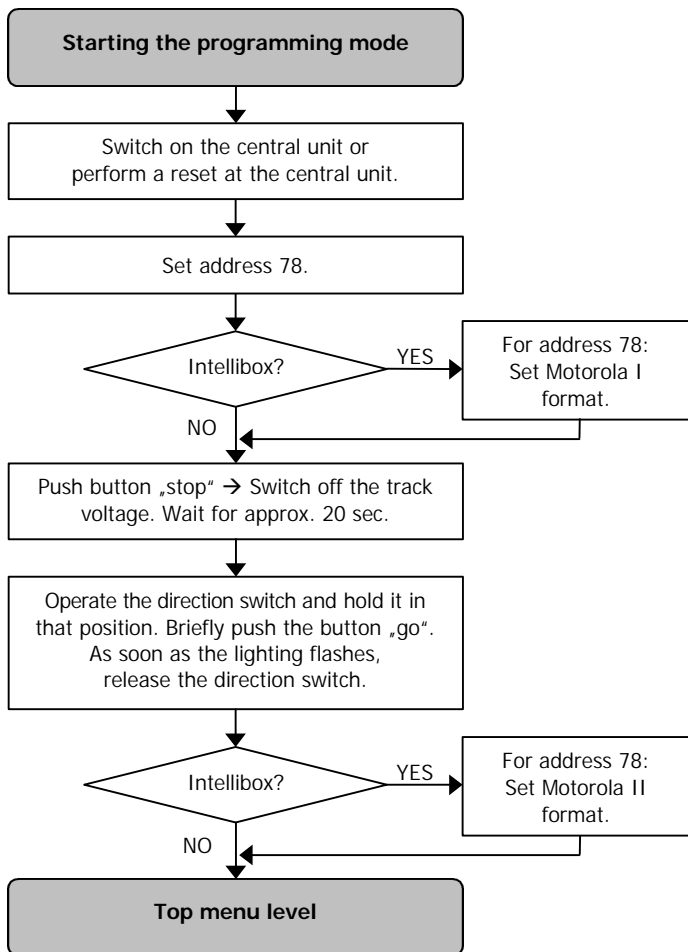 Starting the programming mode
Switch on the central unit or
perform a reset at the central unit.
Set address 78.
Intellibox?
YES
For address 78:
Set Motorola I
format.
NO
Push button „stop“ → Switch off the track
voltage. Wait for approx. 20 sec.
Operate the direction switch and hold it in
that position. Briefly push the button „go“.
As soon as the lighting flashes,
release the direction switch.
Intellibox?
YES
For address 78:
Set Motorola II
format.
NO
Top menu level